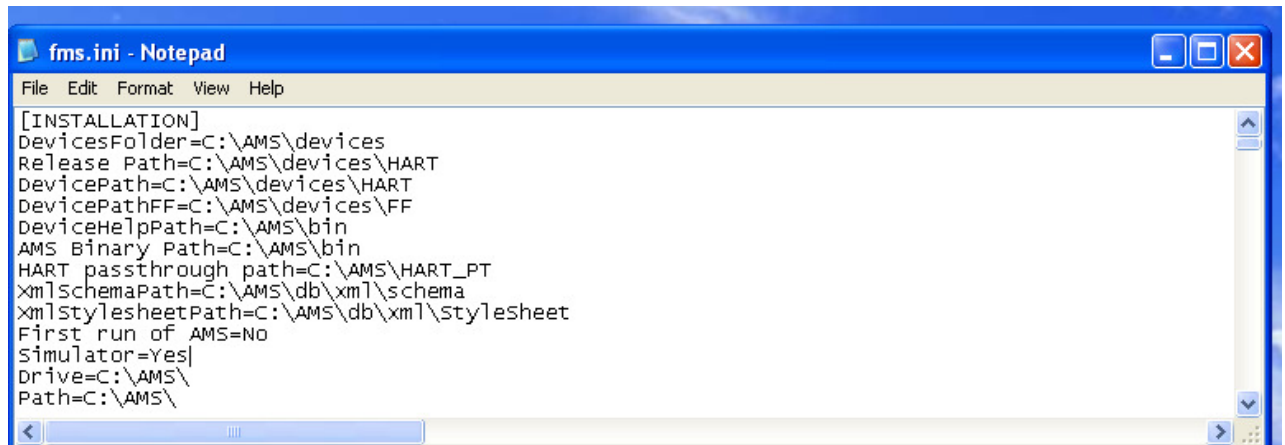 fms.ini - Notepad
File Edit Format View Help
[INSTALLATION]
DevicesFolder=C:\AMS\devices
Release Path=C:\AMS\devices\HART
DevicePath=C:\AMS\devices\HART
DevicePathFF=C:\AMS\devices\FF
DeviceHelpPath=C:\AMS\bin
AMS Binary Path=C:\AMS\bin
HART passthrough path=C:\AMS\HART_PT
XmlSchemaPath=C:\AMS\db\xml\schema
XmlStylesheetPath=C:\AMS\db\xml\StyleSheet
First run of AMS=No
Simulator=Yes
Drive=C:\AMS\
Path=C:\AMS\